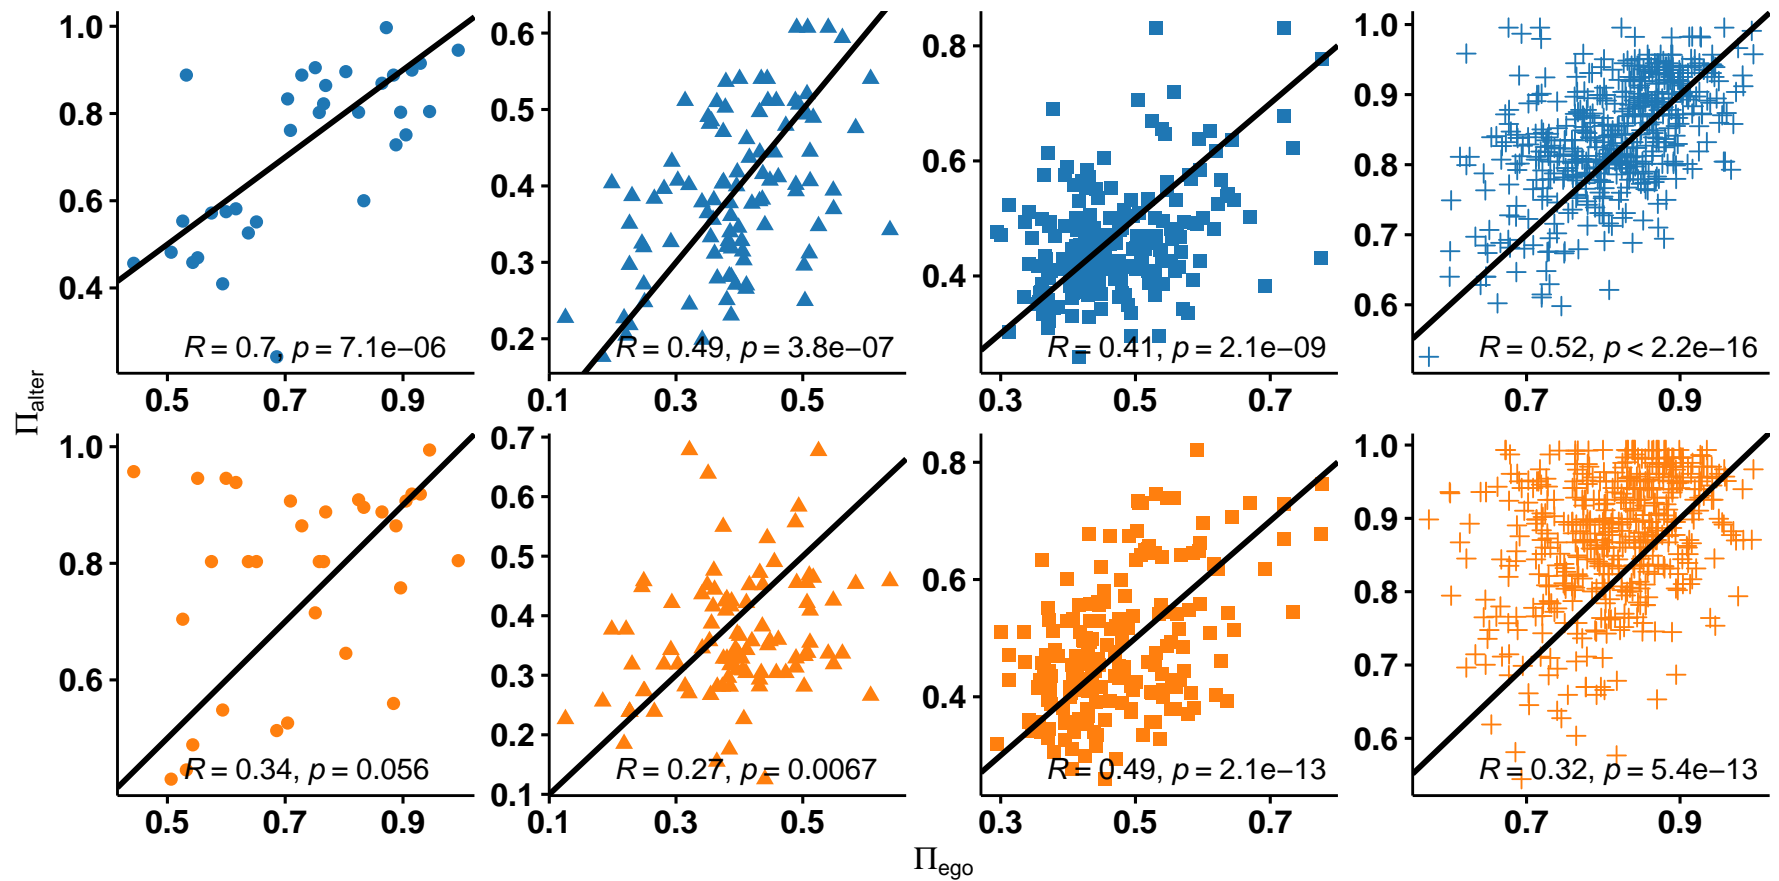 1.0
0.8
0.6
0.4
R = 0.7, p = 7.1e−06
0.5 0.7 0.9
0.6
0.5
0.4
0.3
0.2
R = 0.49, p = 3.8e−07
0.1 0.3 0.5
0.8
0.6
0.4
R = 0.41, p = 2.1e−09
0.3 0.5 0.7
1.0
0.9
0.8
0.7
0.6
R = 0.52, p < 2.2e−16
0.7 0.9
Πalter
1.0
0.8
0.6
R = 0.34, p = 0.056
0.5 0.7 0.9
0.7
0.6
0.5
0.4
0.3
0.2
0.1
R = 0.27, p = 0.0067
0.1 0.3 0.5
0.8
0.6
0.4
R = 0.49, p = 2.1e−13
0.3 0.5 0.7
1.0
0.9
0.8
0.7
0.6
R = 0.32, p = 5.4e−13
0.7 0.9
Πego